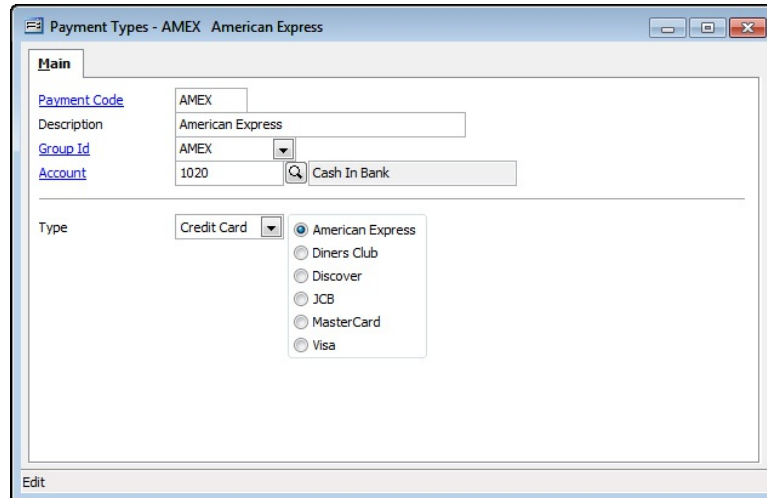 Payment Types - AMEX American Express
Main
Payment Code AMEX
Description American Express
Group Id AMEX
Account 1020 Cash In Bank
Type Credit Card American Express
Diners Club
Discover
JCB
MasterCard
Visa
Edit